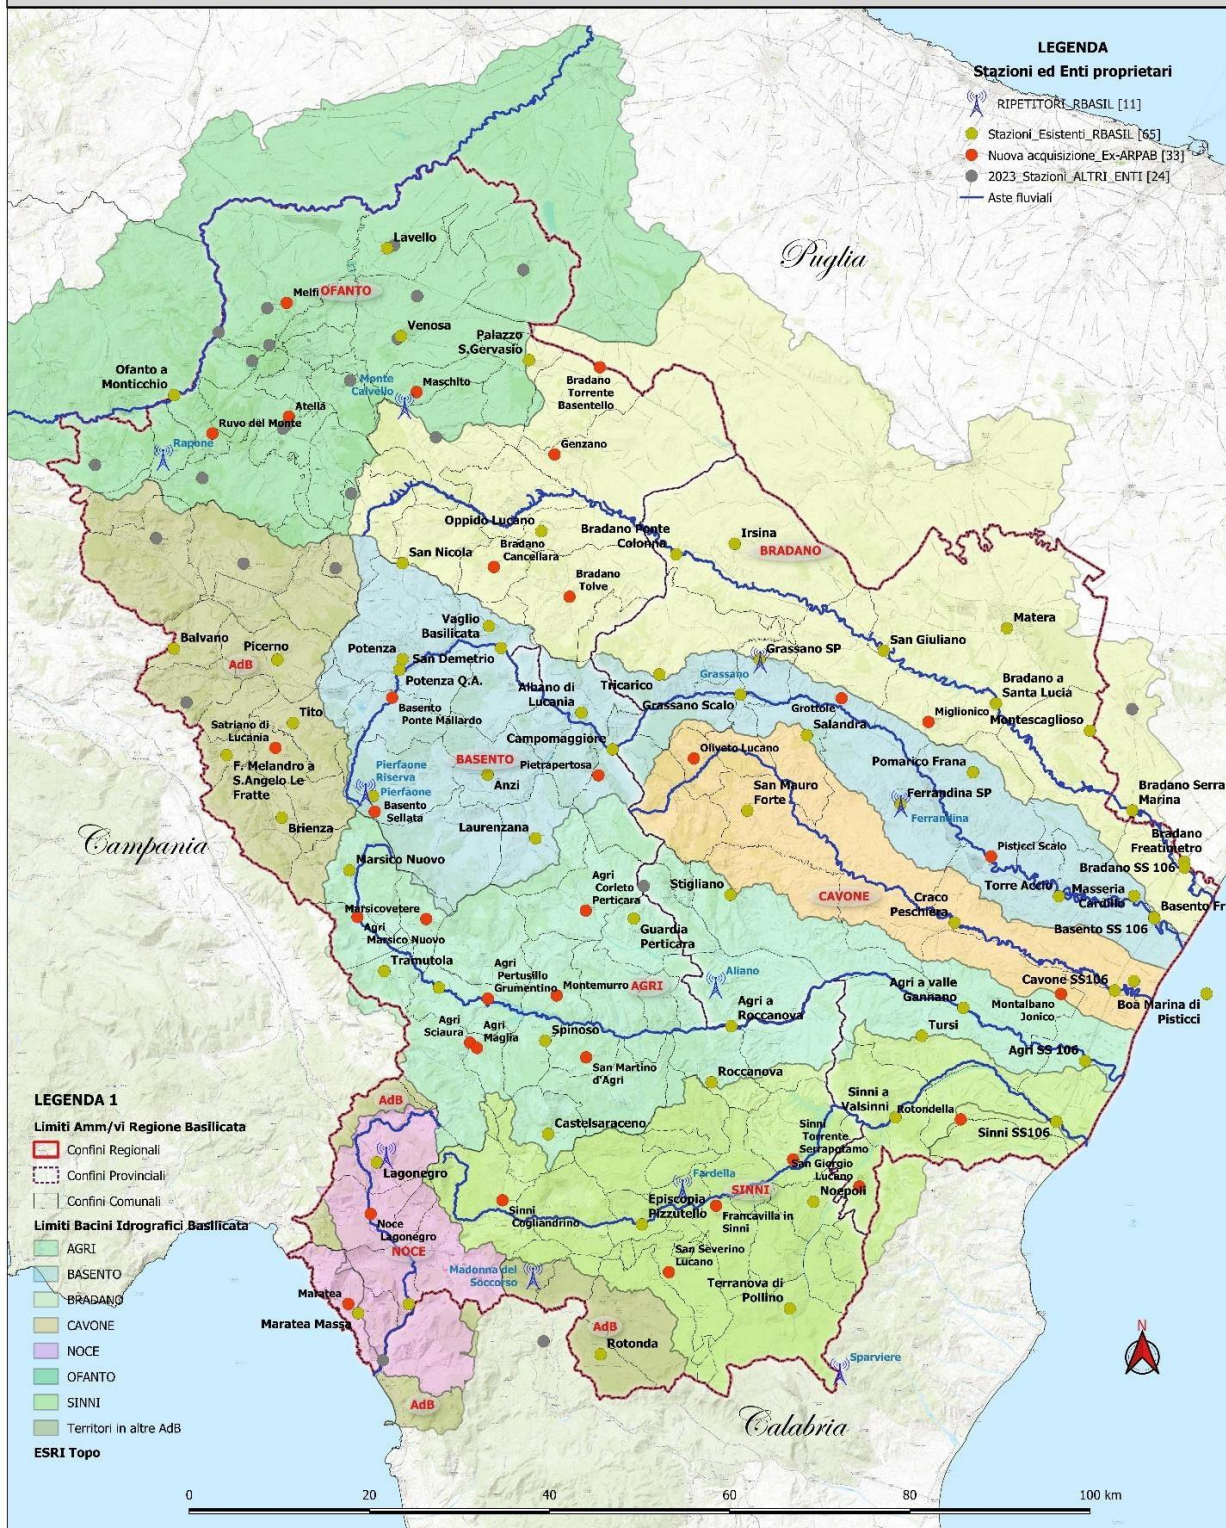 LEGENDA
Stazioni ed Enti proprietari
RIPETITORI_RBASIL [11]
Stazioni_Esistenti_RBASIL [65]
Nuova acquisizione_Ex-ARPAB [33]
2023_Stazioni_ALTRI_ENTI [24]
Aste fluviali
Puglia
Lavello
Melfi
OFANTO
Venosa
Palazzo
S.Gervasio
Ofanto a
Monticchio
Monte
Calvello
Maschito
Bradano
Torrente
Basentello
Atella
Ruvo del Monte
Rapone
Genzano
Oppido Lucano
Bradano Ponte
Colonna
Irsina
BRADANO
San Nicola
Bradano
Cancellara
Bradano
Tolve
Matera
Vaglio
Basilicata
San Giuliano
Balvano
Picerno
AdB
Potenza
San Demetrio
Potenza Q.A.
Grassano SP
Grassano
Tricarico
Bradano a
Santa Lucia
Albano di
Lucania
Grassano Scalo
Grottole
Miglionico
Montescaglioso
Basento
Ponte Mallardo
Tito
Satriano di
Lucania
Salandra
Campomaggiore
Oliveto Lucano
F. Melandro a
S.Angelo Le
Fratte
Pierfaone
Riserva
Pierfaone
BASENTO
Pietrapertosa
Anzi
Pomarico Frana
San Mauro
Forte
Ferrandina SP
Ferrandina
Bradano Serra
Marina
Basento
Sellata
Brienza
Laurenzana
Campania
Bradano
Freatimetro
Pisticci Scalo
Bradano SS 106
Marsico Nuovo
Agri
Corleto
Perticara
Stigliano
CAVONE
Torre Accio
Masseria
Cardillo
Basento Fr
Marsicovetere
Agri
Marsico Nuovo
Guardia
Perticara
Craco
Peschiera
Basento SS 106
Tramutola
Agri
Pertusillo
Grumentino
Montemurro
AGRI
Aliano
Agri a valle
Gannano
Cavone SS106
Montalbano
Jonico
Boa Marina di
Pisticci
Agri
Sciaura
Agri
Maglia
Spinoso
Agri a
Roccanova
Tursi
Agri SS 106
San Martino
d'Agri
Roccanova
Sinni a
Valsinni
Rotondella
Sinni SS106
Castelsaraceno
Sinni
Torrente
Serrapotamo
San Giorgio
Lucano
Noepoli
AdB
Lagonegro
Fardella
SINNI
Sinni
Cogliandrino
Episcopia
Pizzutello
Francavilla in
Sinni
Noce
Lagonegro
NOCE
San Severino
Lucano
Madonna del
Soccorso
Terranova di
Pollino
Maratea
Maratea Massa
AdB
Rotonda
Sparviere
AdB
Calabria
N
LEGENDA 1
Limiti Amm/vi Regione Basilicata
Confini Regionali
Confini Provinciali
Confini Comunali
Limiti Bacini Idrografici Basilicata
AGRI
BASENTO
BRADANO
CAVONE
NOCE
OFANTO
SINNI
Territori in altre AdB
ESRI Topo
0 20 40 60 80 100 km